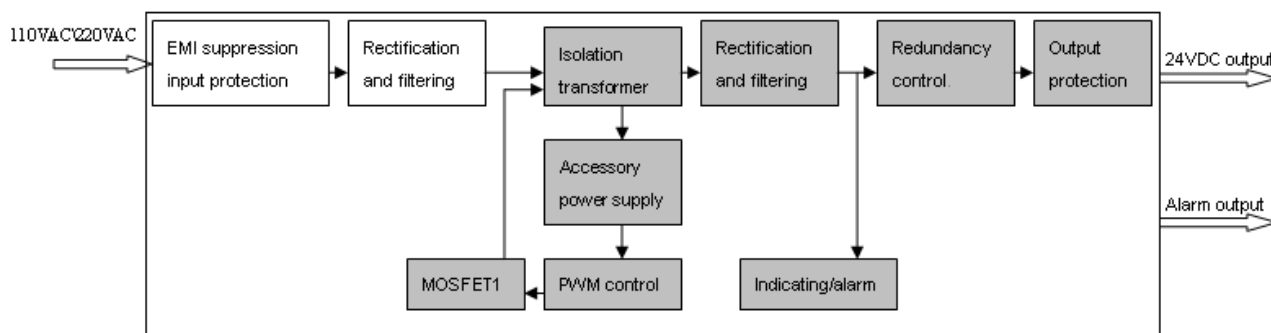 110VAC\220VAC
EMI suppression
input protection
Rectification
and filtering
Isolation
transformer
Rectification
and filtering
Redundancy
control.
Output
protection
24VDC output
Accessory
power supply
Alarm output
MOSFET1
PWM control
Indicating/alarm